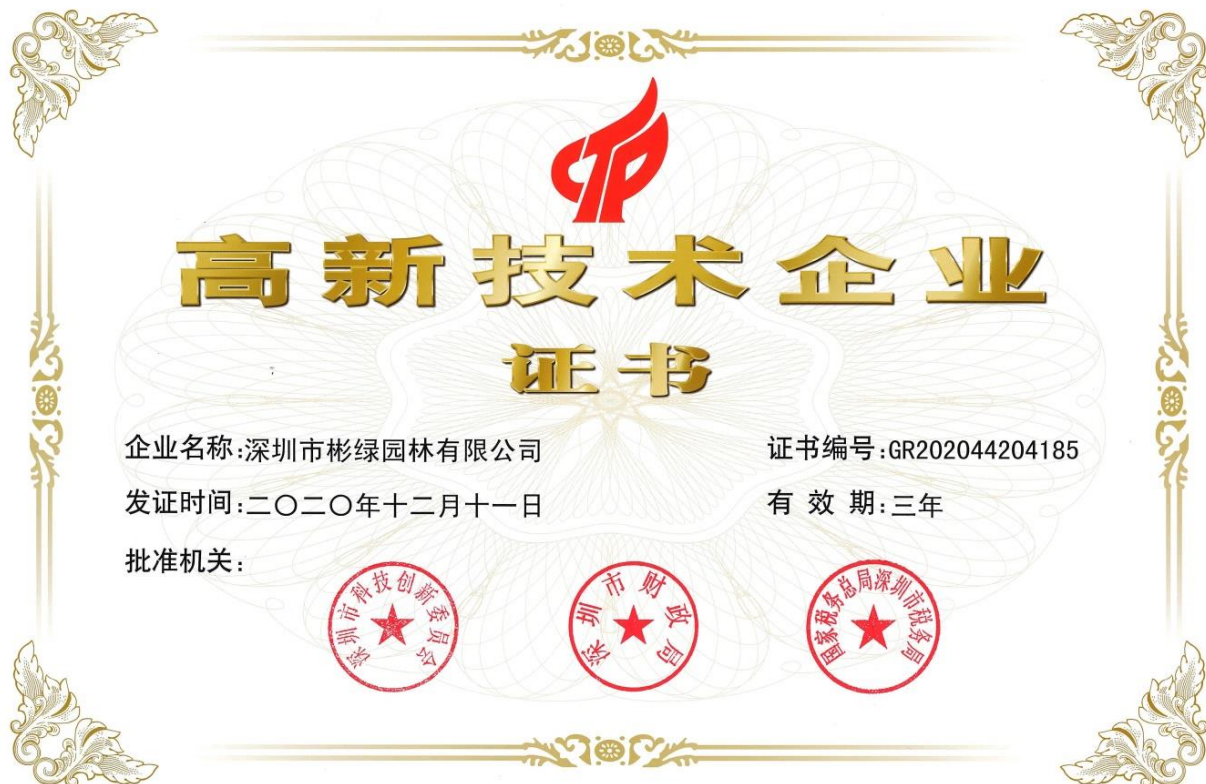 高新技术企业
证书
企业名称:深圳市彬绿园林有限公司
证书编号:GR202044204185
发证时间:二〇二〇年十二月十一日
有 效 期:三年
批准机关:
深圳市科技创新委员会
深圳市财政局
国家税务总局深圳市税务局